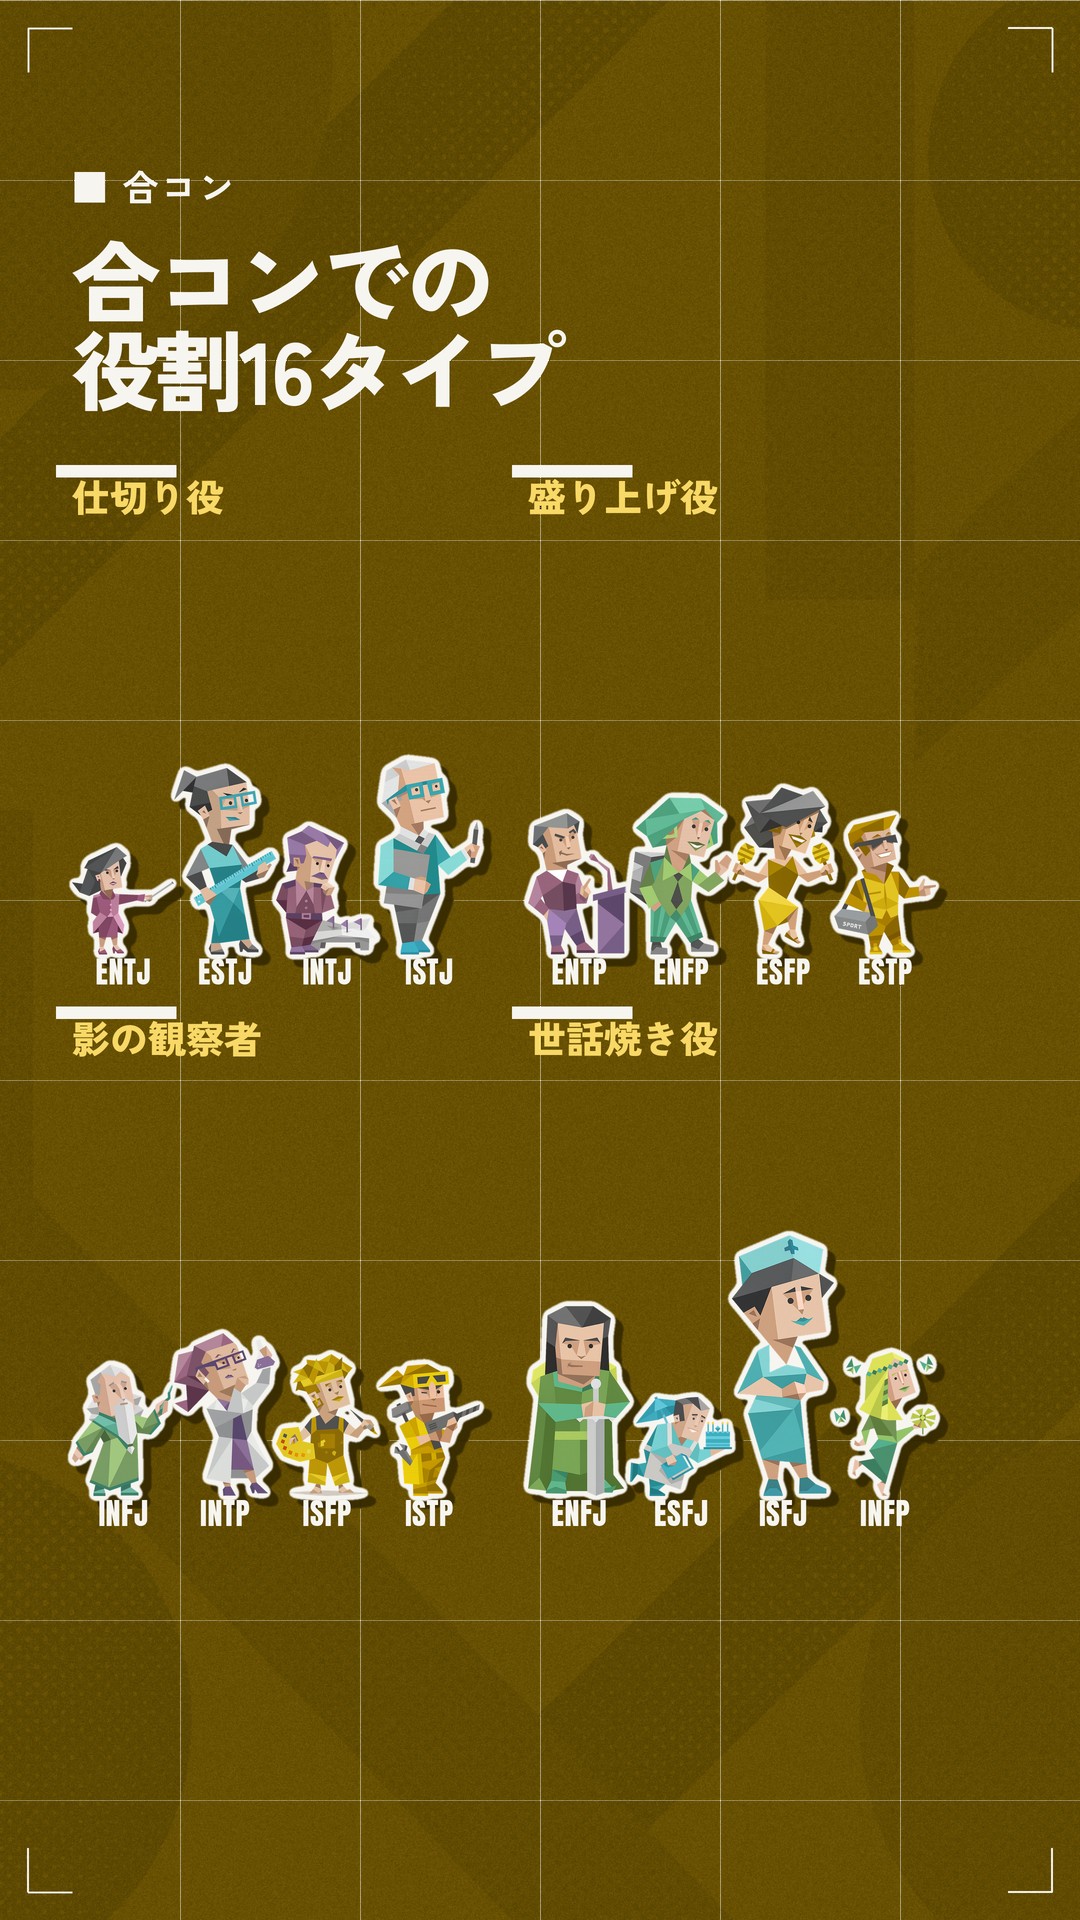 合コン
合コンでの
役割16タイプ
仕切り役
盛り上げ役
SPORT
ENTJ ESTJ INTJ ISTJ
ENTP ENFP ESFP ESTP
影の観察者
世話焼き役
INFJ INTP ISFP ISTP
ENFJ ESFJ ISFJ INFP